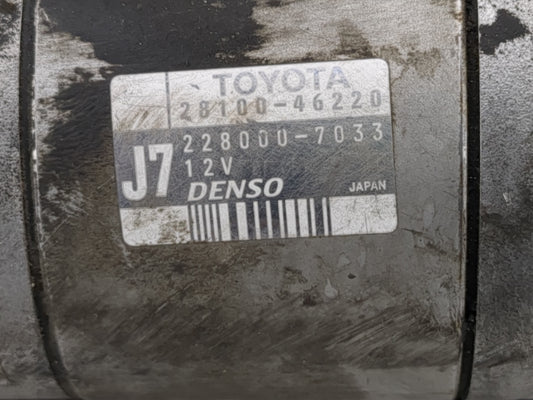 TOYOTA
28100-46220
J7
228000-7033
12V
DENSO
JAPAN